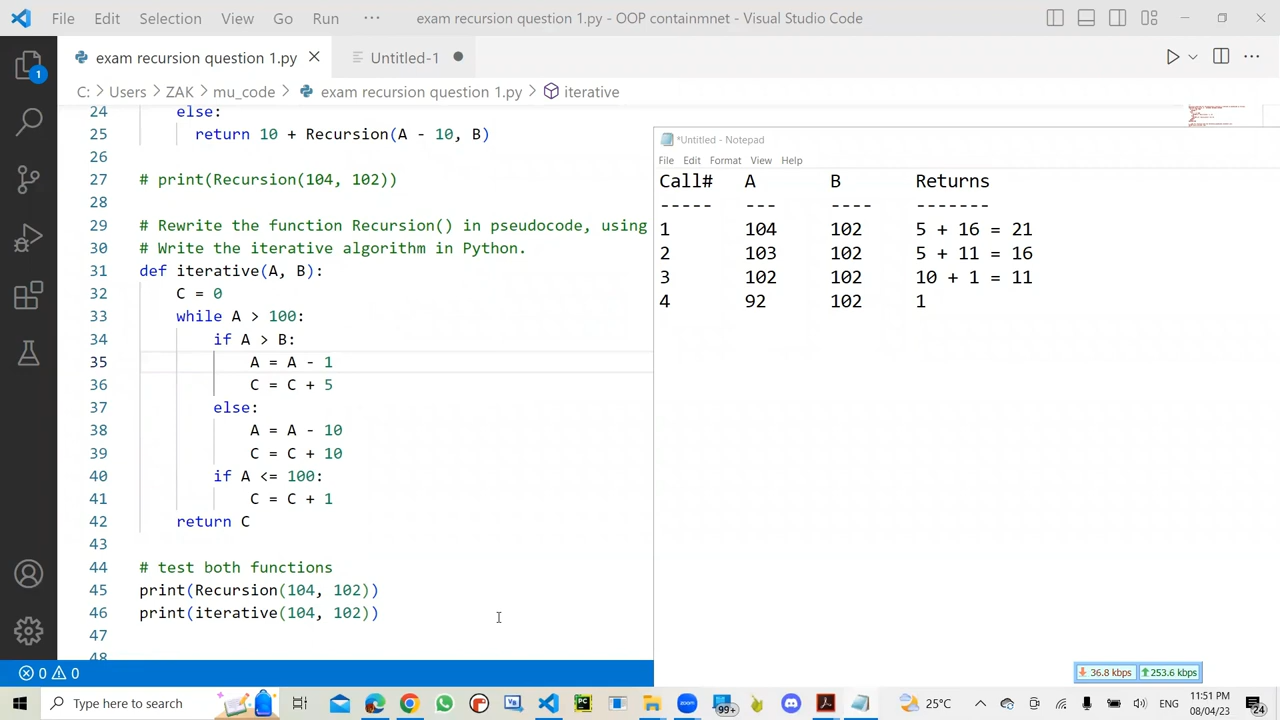 File Edit Selection View Go Run ··· exam recursion question 1.py - OOP containmnet - Visual Studio Code
exam recursion question 1.py Untitled-1
C: > Users > ZAK > mu_code > exam recursion question 1.py > iterative
1
24 else:
25 return 10 + Recursion(A - 10, B)
26
27 # print(Recursion(104, 102))
28
29 # Rewrite the function Recursion() in pseudocode, using
30 # Write the iterative algorithm in Python.
31 def iterative(A, B):
32 C = 0
33 while A > 100:
34 if A > B:
35 A = A - 1
36 C = C + 5
37 else:
38 A = A - 10
39 C = C + 10
40 if A <= 100:
41 C = C + 1
42 return C
43
44 # test both functions
45 print(Recursion(104, 102))
46 print(iterative(104, 102))
47
48
*Untitled - Notepad
File Edit Format View Help
Call# A B Returns
----- --- ---- -------
1 104 102 5 + 16 = 21
2 103 102 5 + 11 = 16
3 102 102 10 + 1 = 11
4 92 102 1
0 0
36.8 kbps 253.6 kbps
Type here to search
zoom
99+
25°C
ENG
11:51 PM
08/04/23
24